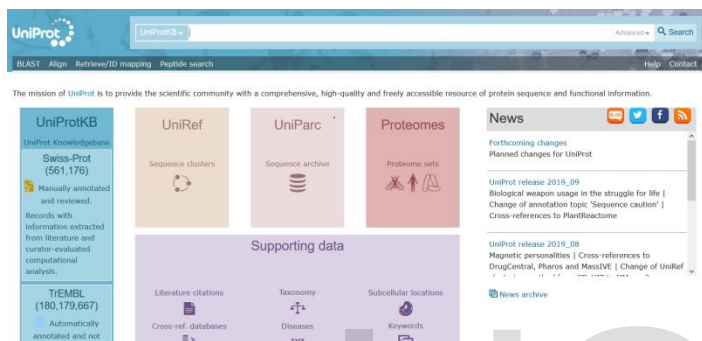 UniProt
UniProtKB
Advanced
Search
BLAST Align Retrieve/ID mapping Peptide search
Help Contact
The mission of UniProt is to provide the scientific community with a comprehensive, high-quality and freely accessible resource of protein sequence and functional information.
UniProtKB
UniProt Knowledgebase
Swiss-Prot
(561,176)
Manually annotated
and reviewed.
Records with
information extracted
from literature and
curator-evaluated
computational
analysis.
TrEMBL
(180,179,667)
Automatically
annotated and not
UniRef
Sequence clusters
UniParc
Sequence archive
Proteomes
Proteome sets
Supporting data
Literature citations
Taxonomy
Subcellular locations
Cross-ref. databases
Diseases
Keywords
News
Forthcoming changes
Planned changes for UniProt
UniProt release 2019_09
Biological weapon usage in the struggle for life |
Change of annotation topic 'Sequence caution' |
Cross-references to PlantReactome
UniProt release 2019_08
Magnetic personalities | Cross-references to
DrugCentral, Pharos and MassIVE | Change of UniRef
News archive